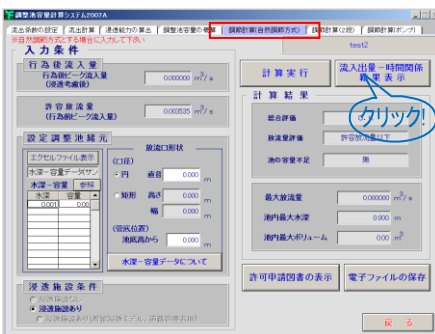 調整池容量計算システム2007A
流出係数の設定 流出計算 浸透能力の算出 調整池容量の概算 調節計算(自然調節方式) 調節計算(2段) 調節計算(ポンプ)
※自然調節方式とする場合に入力して下さい
入力条件
test2
行為後流入量
行為後ピーク流入量
(浸透考慮後)
0.000000 m³/s
許容放流量
(行為前ピーク流入量)
0.003535 m³/s
設定調整池諸元
エクセルファイル表示
水深-容量データ(サン
水深-容量 参照
水深 容量
0.001 0.00
放流口形状
(口径)
円 直径 0.000 m
矩形 高さ 0.000 m
幅 0.000 m
(管底位置)
池底高から 0.000 m
水深-容量データについて
浸透施設条件
浸透施設なし
浸透施設あり
計算実行
流入出量-時間関係
結果表示
クリック!
計算結果
総合評価
放流量評価 許容放流量以下
池の容量不足 無
最大放流量 0.000000 m³/s
池内最大水深 0.000 m
池内最大ボリューム 0.00 m³
許可申請図書の表示
電子ファイルの保存
戻る